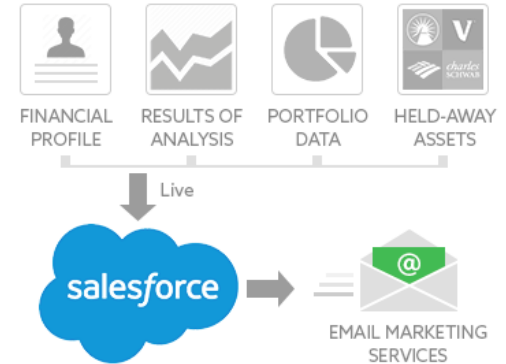 V
charles
SCHWAB
FINANCIAL
PROFILE
RESULTS OF
ANALYSIS
PORTFOLIO
DATA
HELD-AWAY
ASSETS
Live
salesforce
@
EMAIL MARKETING
SERVICES